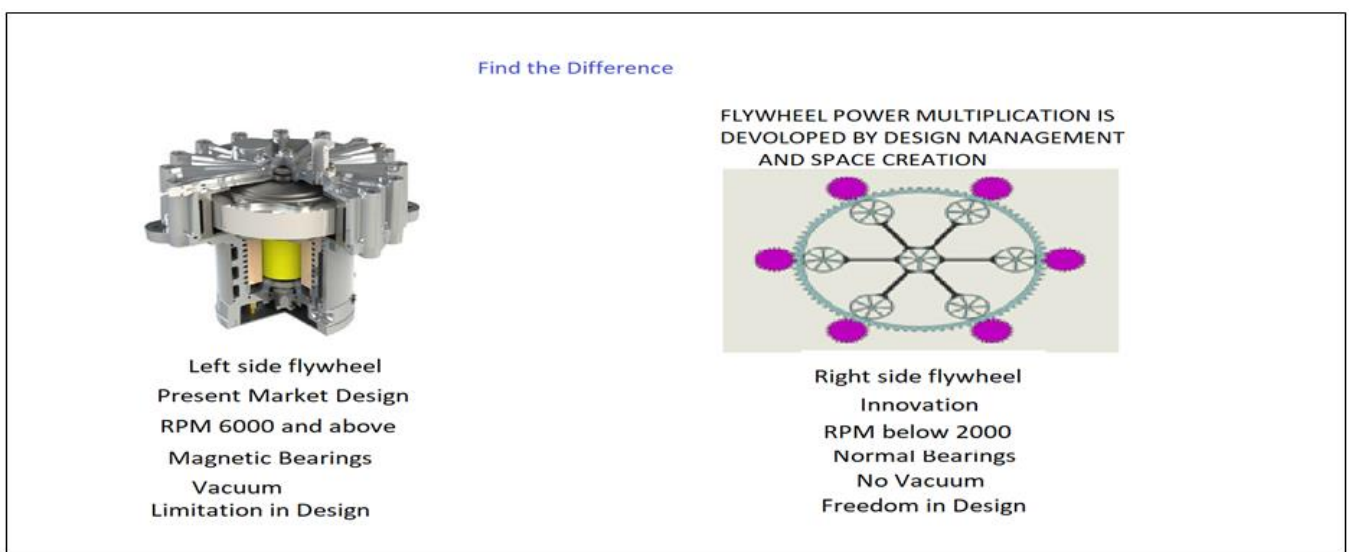 Find the Difference
FLYWHEEL POWER MULTIPLICATION IS
DEVOLOPED BY DESIGN MANAGEMENT
AND SPACE CREATION
Left side flywheel
Present Market Design
RPM 6000 and above
Magnetic Bearings
Vacuum
Limitation in Design
Right side flywheel
Innovation
RPM below 2000
Normal Bearings
No Vacuum
Freedom in Design